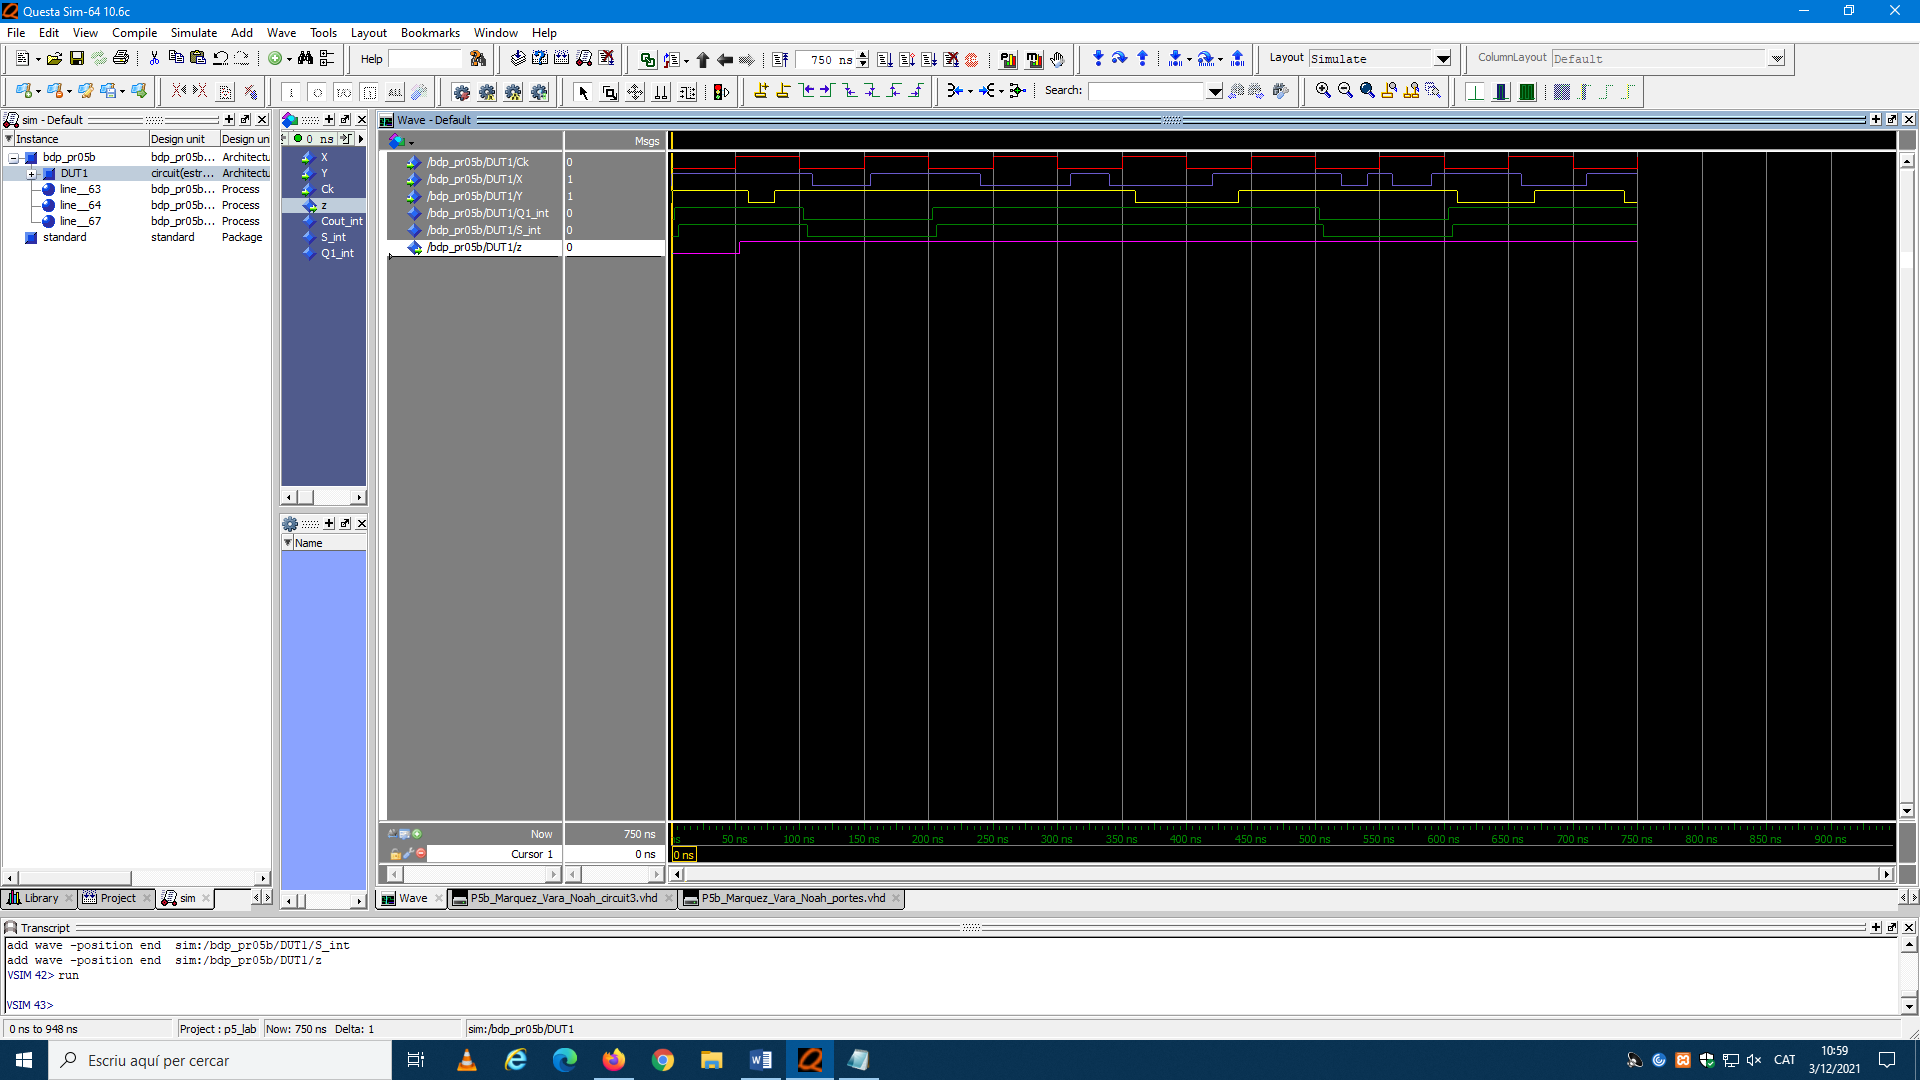 Questa Sim-64 10.6c
File Edit View Compile Simulate Add Wave Tools Layout Bookmarks Window Help
Help
750 ns
Layout Simulate
ColumnLayout Default
Search:
sim - Default
Instance Design unit Design un
bdp_pr05b bdp_pr05b... Architectu
DUT1 circuit(estr... Architectu
line__63 bdp_pr05b... Process
line__64 bdp_pr05b... Process
line__67 bdp_pr05b... Process
standard standard Package
0 ns
X
Y
Ck
z
Cout_int
S_int
Q1_int
Name
Wave - Default
Msgs
/bdp_pr05b/DUT1/Ck 0
/bdp_pr05b/DUT1/X 1
/bdp_pr05b/DUT1/Y 1
/bdp_pr05b/DUT1/Q1_int 0
/bdp_pr05b/DUT1/S_int 0
/bdp_pr05b/DUT1/z 0
Now 750 ns
Cursor 1 0 ns
50 ns 100 ns 150 ns 200 ns 250 ns 300 ns 350 ns 400 ns 450 ns 500 ns 550 ns 600 ns 650 ns 700 ns 750 ns 800 ns 850 ns 900 ns
0 ns
Library Project sim
Wave P5b_Marquez_Vara_Noah_circuit3.vhd P5b_Marquez_Vara_Noah_portes.vhd
Transcript
add wave -position end sim:/bdp_pr05b/DUT1/S_int
add wave -position end sim:/bdp_pr05b/DUT1/z
VSIM 42> run
VSIM 43>
0 ns to 948 ns Project : p5_lab Now: 750 ns Delta: 1 sim:/bdp_pr05b/DUT1
Escriu aquí per cercar
CAT
10:59
3/12/2021